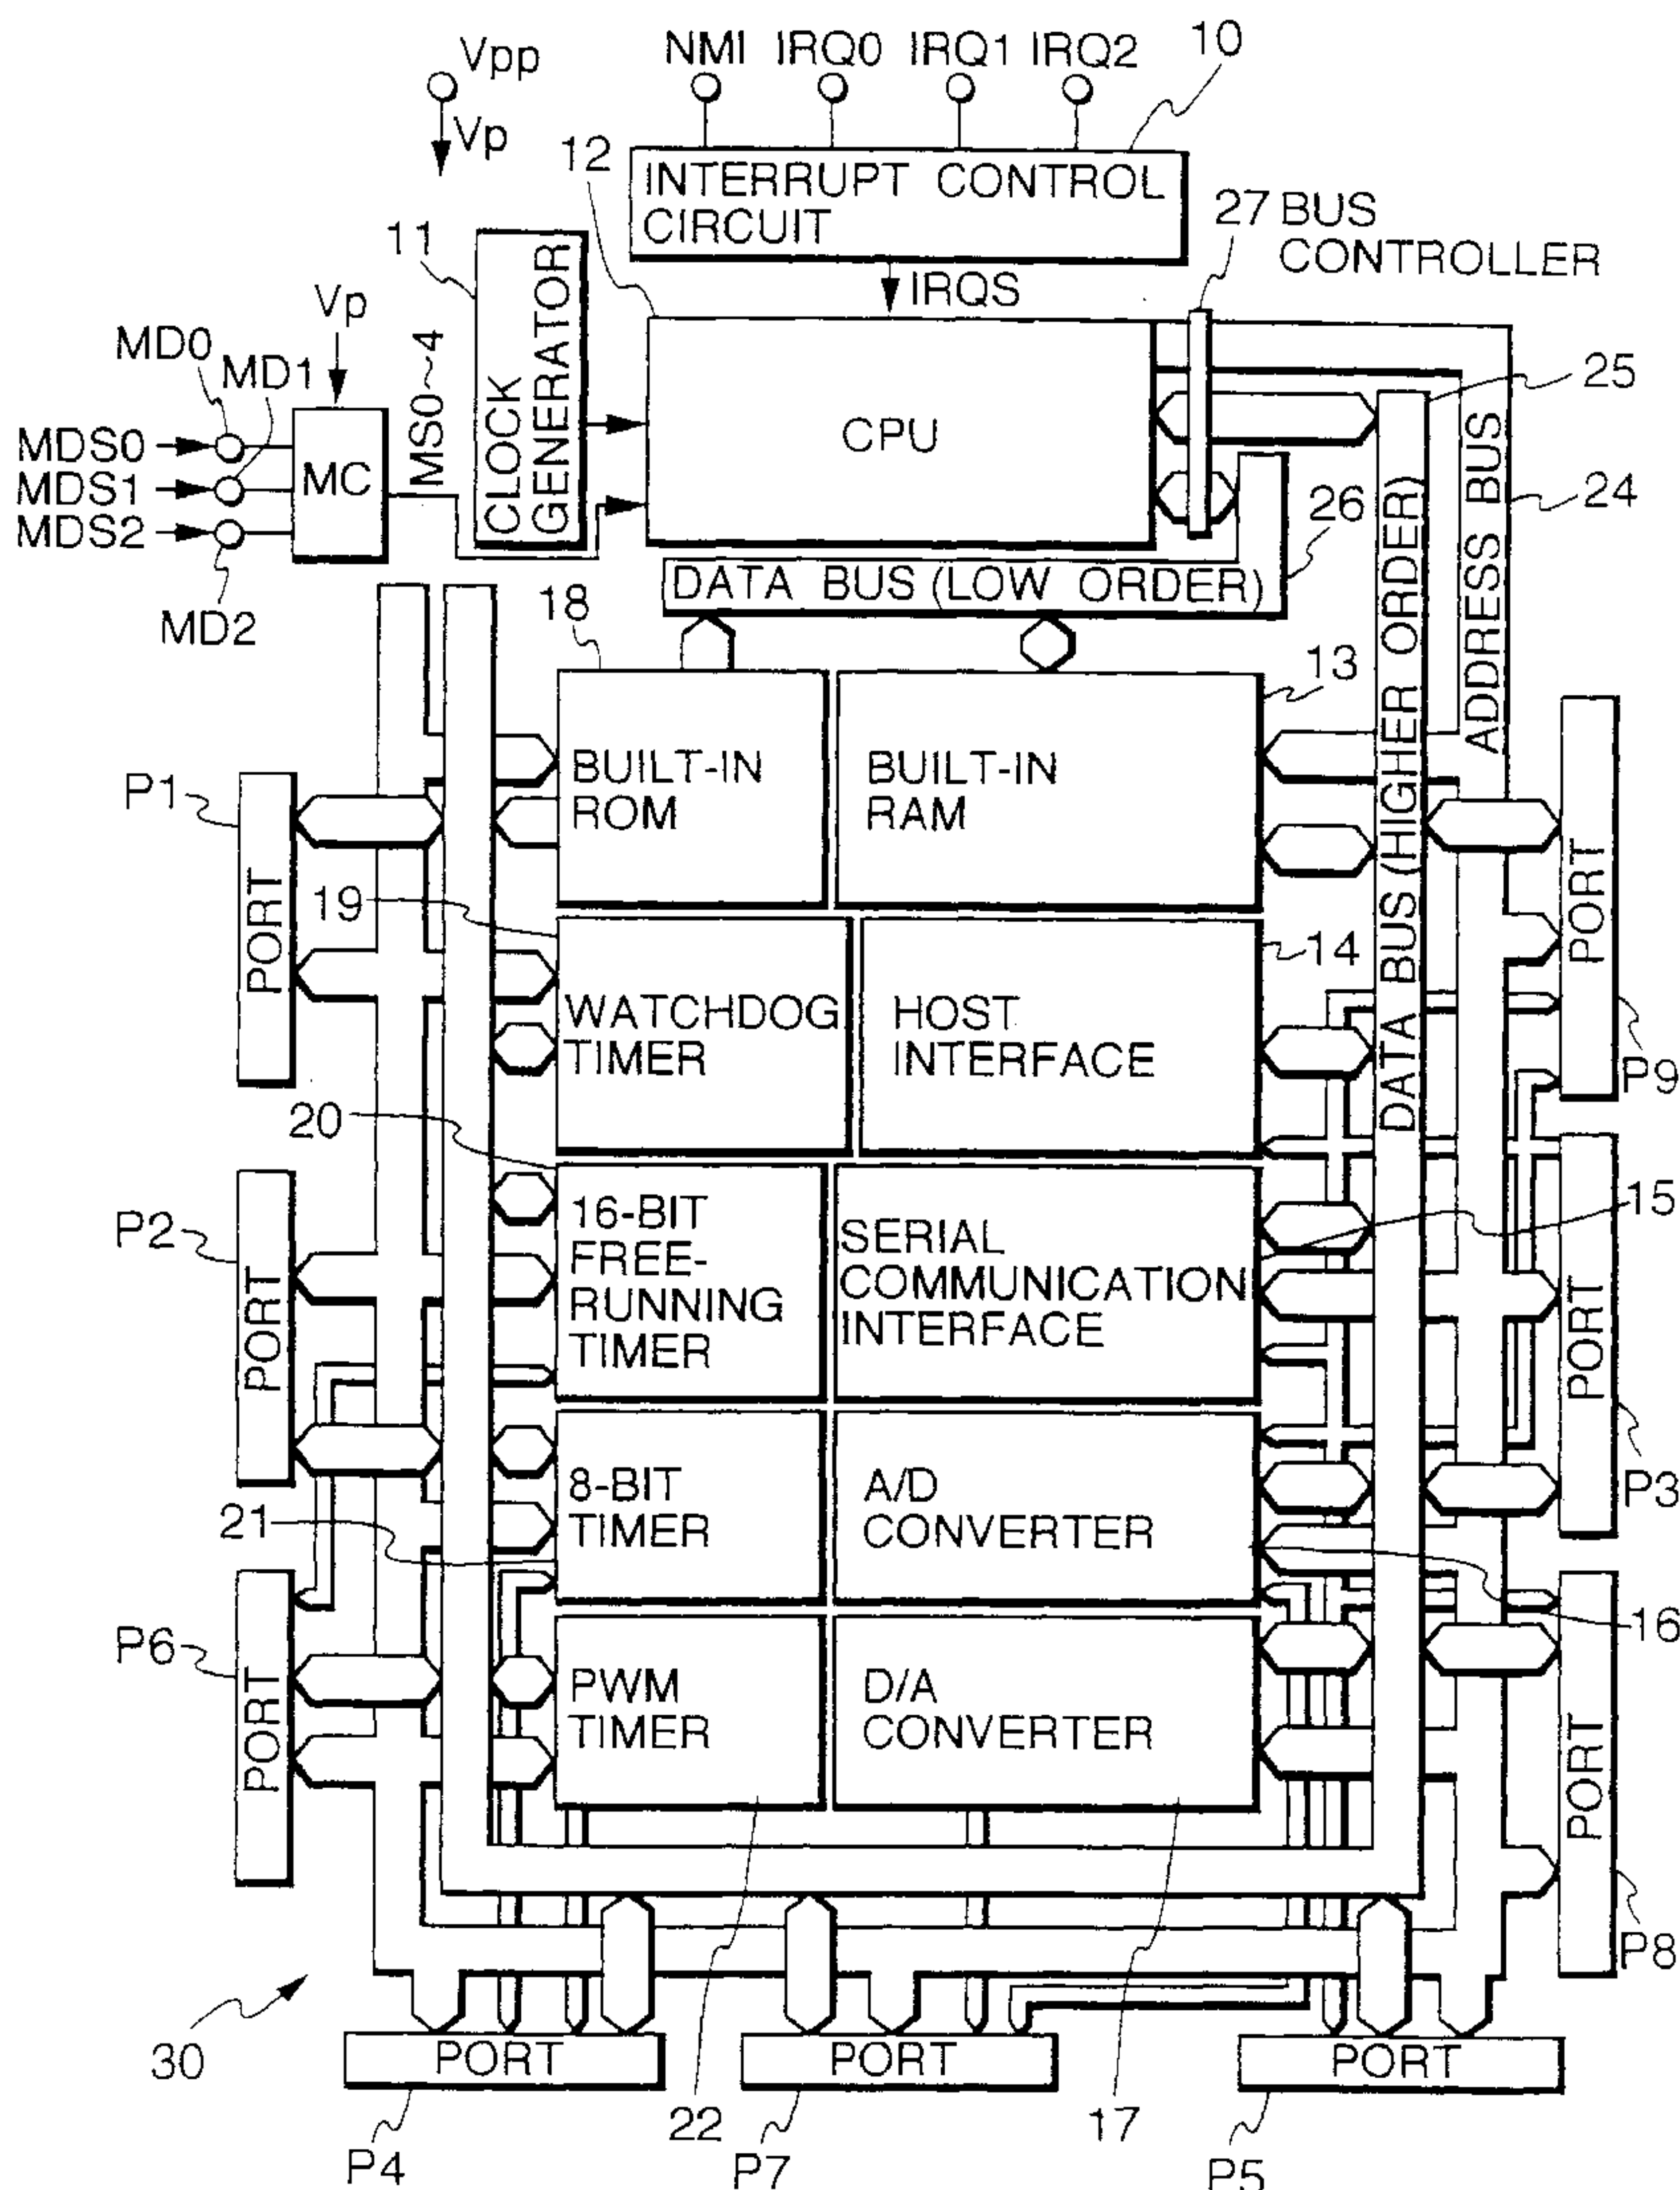 Vpp
Vp
NMI IRQ0 IRQ1 IRQ2
10
12
INTERRUPT CONTROL
CIRCUIT
27 BUS
CONTROLLER
IRQS
11
CLOCK
GENERATOR
Vp
MD0
MD1
MS0~4
MDS0
MDS1
MDS2
MC
MD2
CPU
25
24
26
DATA BUS (LOW ORDER)
DATA BUS (HIGHER ORDER)
ADDRESS BUS
18
13
BUILT-IN
ROM
BUILT-IN
RAM
P1
PORT
PORT
P9
19
14
WATCHDOG
TIMER
HOST
INTERFACE
20
15
16-BIT
FREE-
RUNNING
TIMER
SERIAL
COMMUNICATION
INTERFACE
P2
PORT
PORT
P3
21
8-BIT
TIMER
A/D
CONVERTER
16
P6
PORT
PWM
TIMER
D/A
CONVERTER
PORT
P8
30
PORT
PORT
PORT
P4
22
P7
17
P5